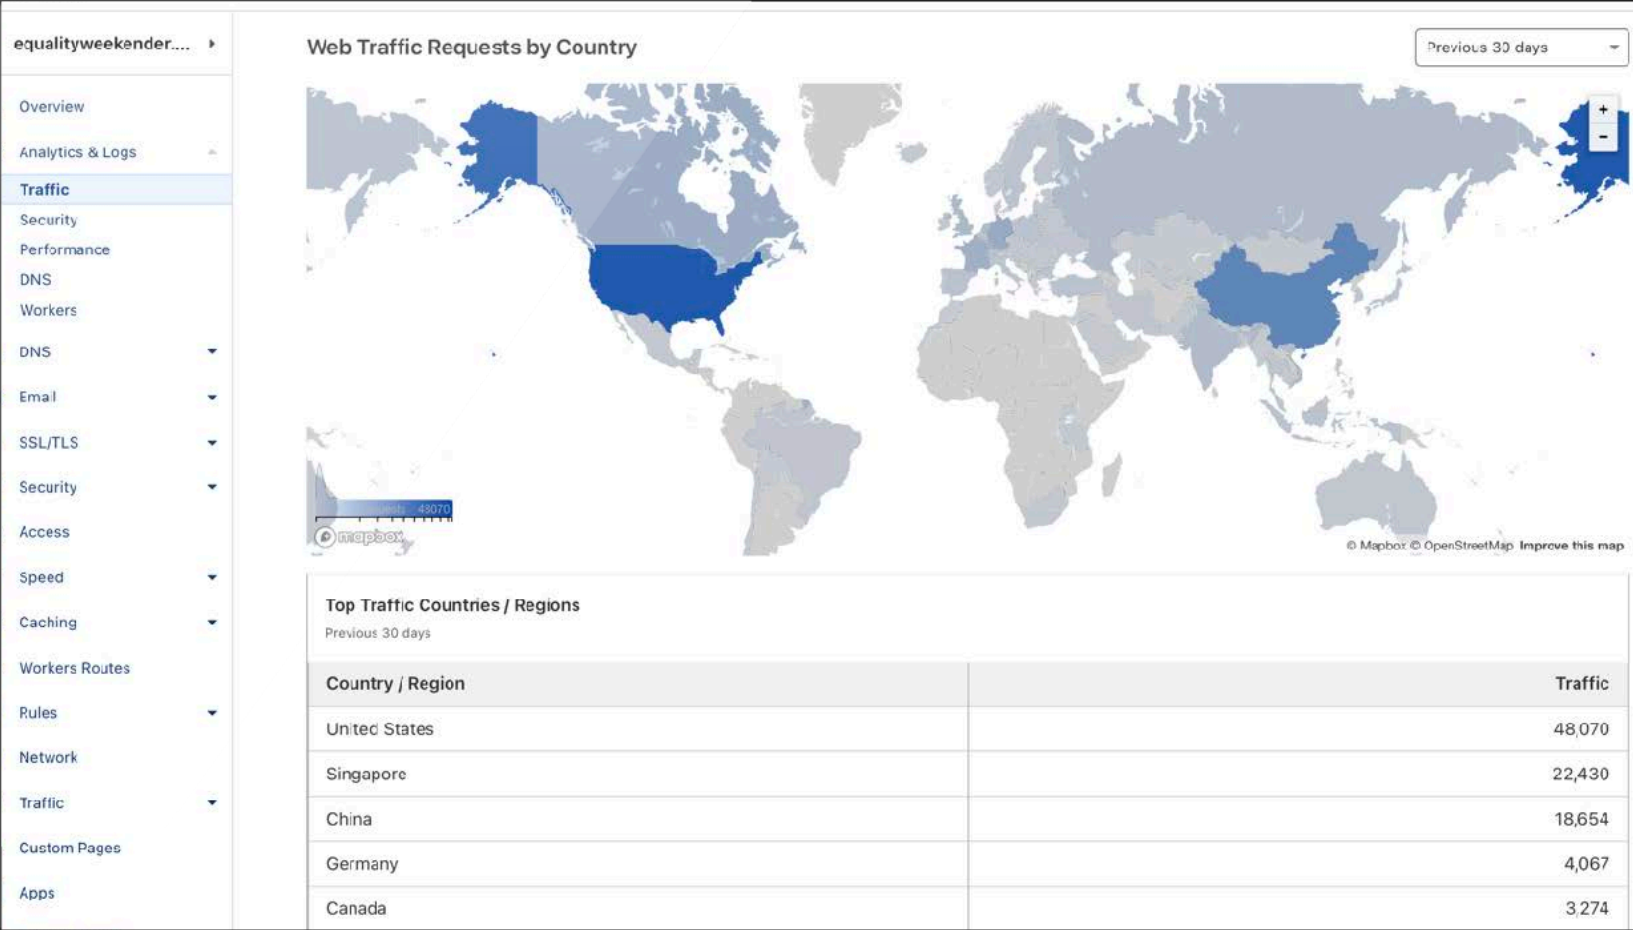 equalityweekender....
Overview
Analytics & Logs
Traffic
Security
Performance
DNS
Workers
DNS
Email
SSL/TLS
Security
Access
Speed
Caching
Workers Routes
Rules
Network
Traffic
Custom Pages
Apps
Web Traffic Requests by Country
Previous 30 days
+
-
48070
mapbox
© Mapbox © OpenStreetMap Improve this map
Top Traffic Countries / Regions
Previous 30 days
Country / Region Traffic
United States 48,070
Singapore 22,430
China 18,654
Germany 4,067
Canada 3,274